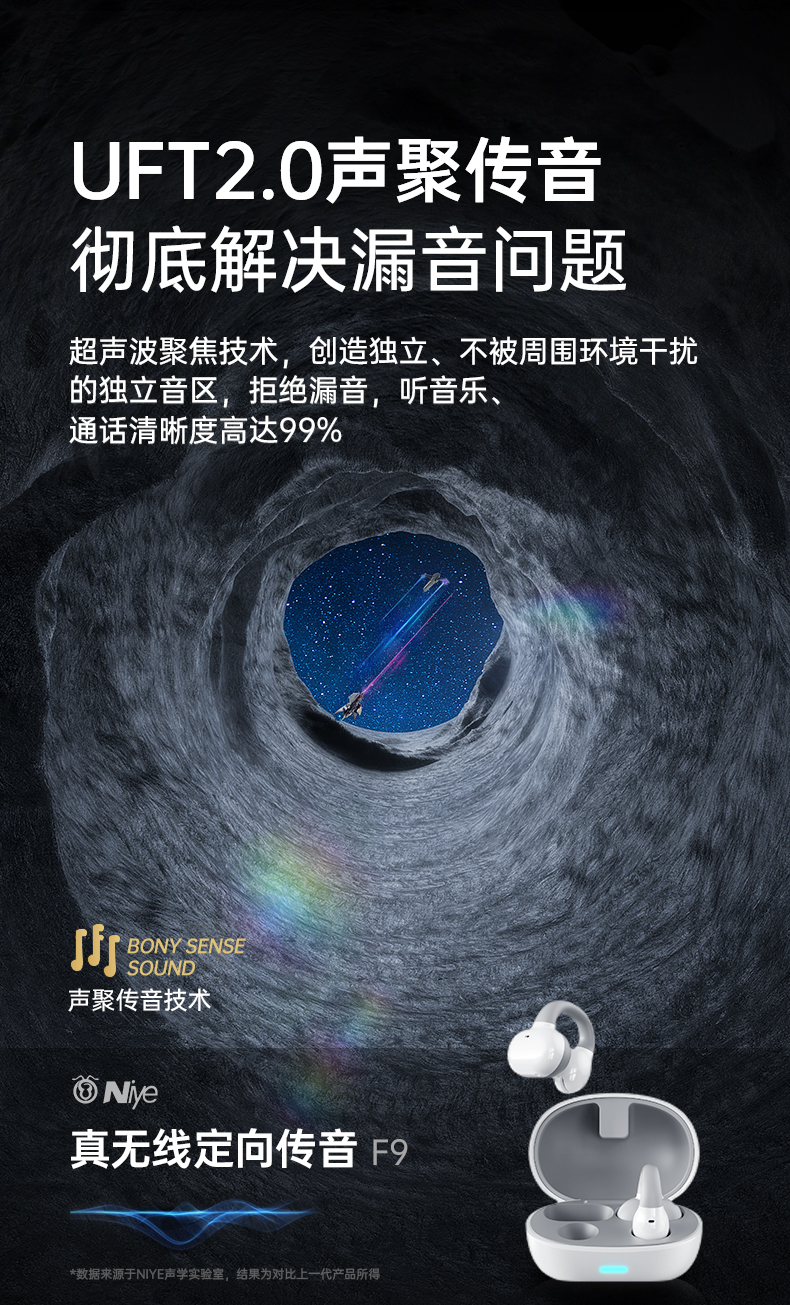 UFT2.0声聚传音
彻底解决漏音问题
超声波聚焦技术，创造独立、不被周围环境干扰
的独立音区，拒绝漏音，听音乐、
通话清晰度高达99%
BONY SENSE
SOUND
声聚传音技术
Niye
真无线定向传音 F9
*数据来源于NIYE声学实验室，结果为对比上一代产品所得